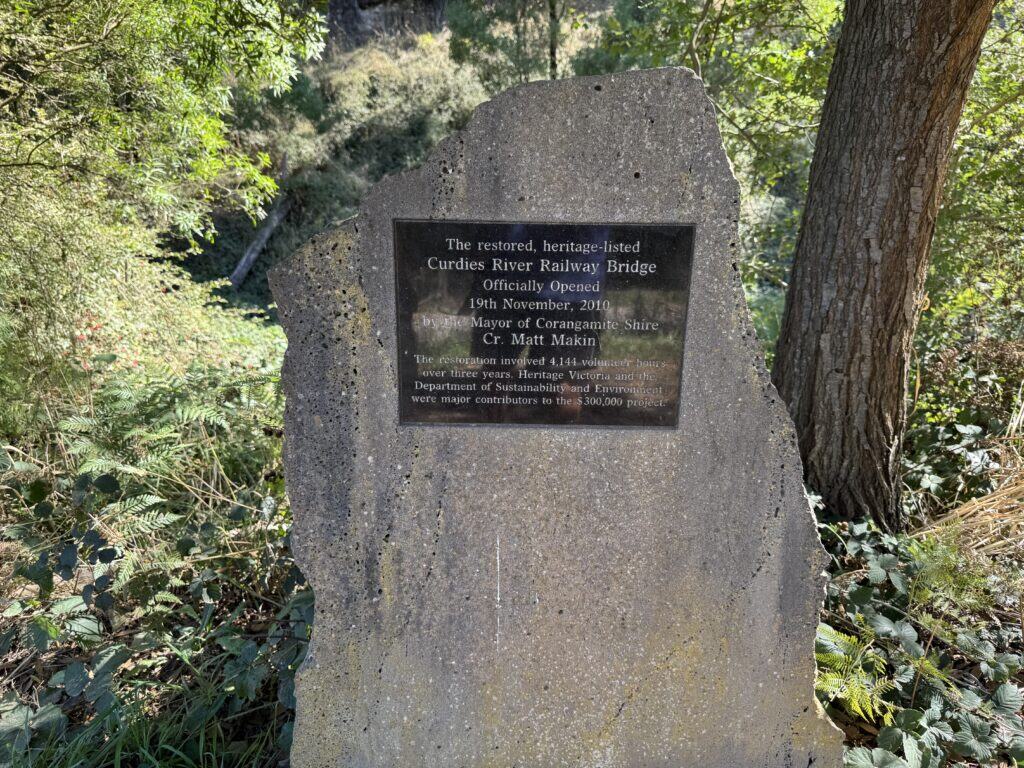 The restored, heritage-listed
Curdies River Railway Bridge
Officially Opened
19th November, 2010
by the Mayor of Corangamite Shire
Cr. Matt Makin
The restoration involved 4,144 volunteer hours
over three years. Heritage Victoria and the
Department of Sustainability and Environment
were major contributors to the $300,000 project.